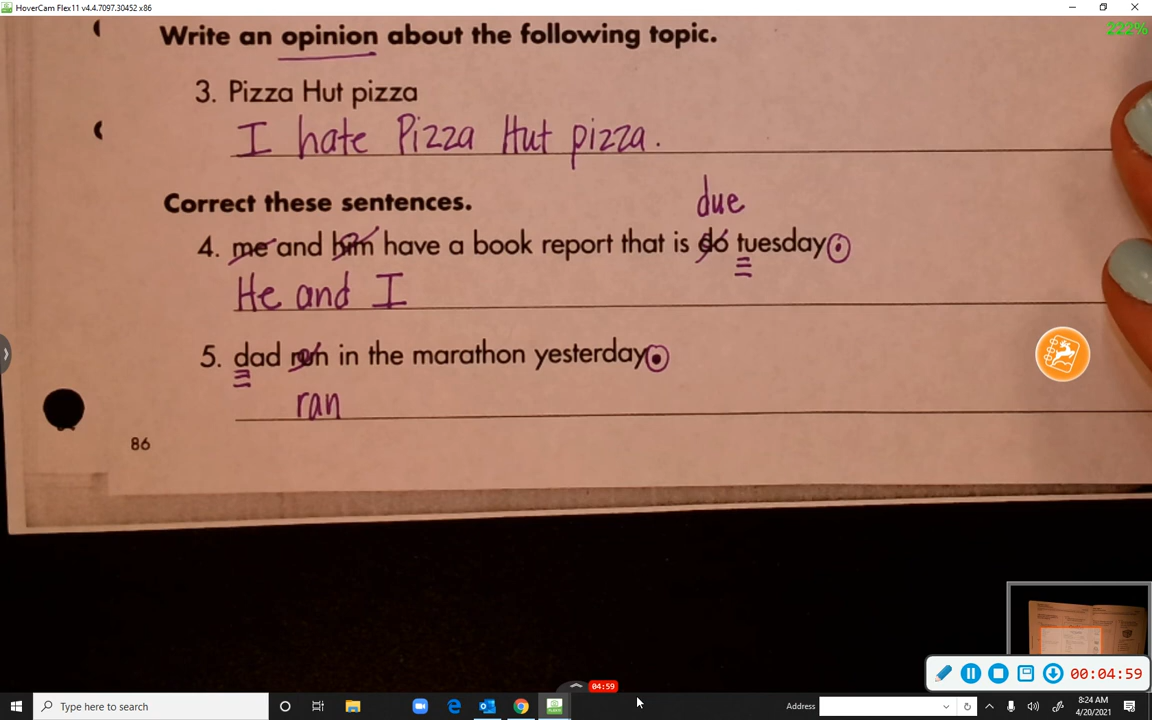 HoverCam Flex11 v4.4.7097.30452 x86
222%
Write an opinion about the following topic.
3. Pizza Hut pizza
I hate Pizza Hut pizza.
Correct these sentences.
due
4. me and him have a book report that is do tuesday.
He and I
5. dad in the marathon yesterday.
ran
86
00:04:59
04:59
Type here to search
Address
8:24 AM
4/20/2021